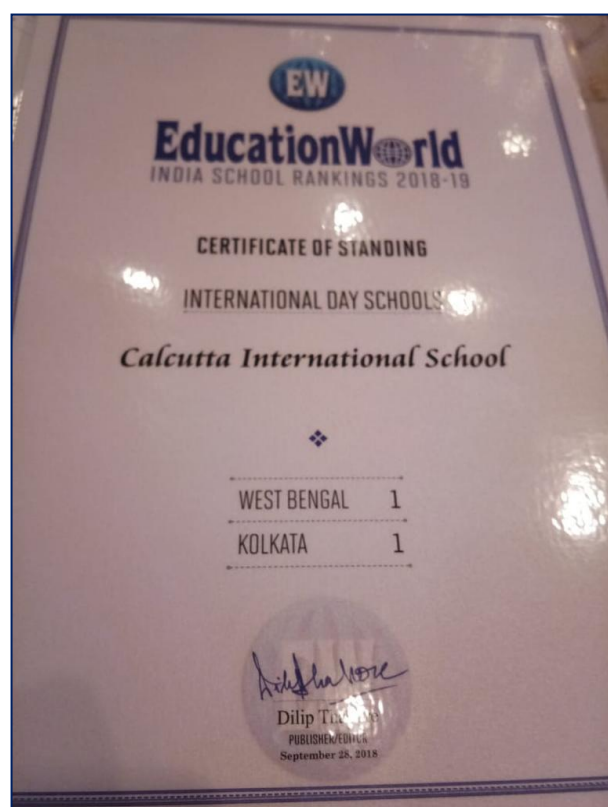 EW
EducationWorld
INDIA SCHOOL RANKINGS 2018-19
CERTIFICATE OF STANDING
INTERNATIONAL DAY SCHOOLS
Calcutta International School
WEST BENGAL 1
KOLKATA 1
Dilip
PUBLISHER/EDITOR
September 28, 2018